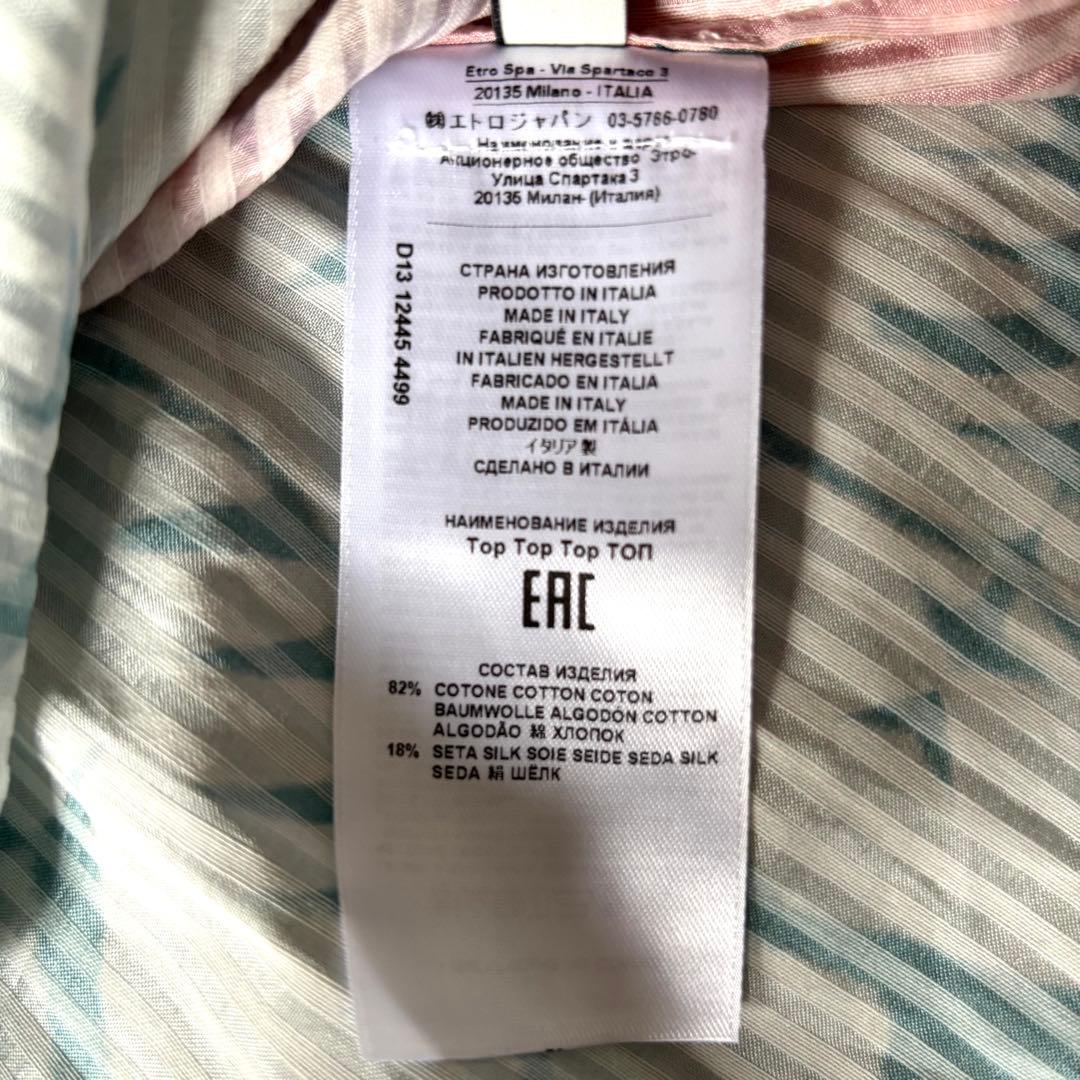 Etro Spa - Via Spartaco 3
20135 Milano - ITALIA
㈱エトロジャパン 03-5766-0780
Наименование
Акционерное общество Этро-
Улица Спартака 3
20135 Милан- (Италия)
D13 12445 4499
СТРАНА ИЗГОТОВЛЕНИЯ
PRODOTTO IN ITALIA
MADE IN ITALY
FABRIQUÉ EN ITALIE
IN ITALIEN HERGESTELLT
FABRICADO EN ITALIA
MADE IN ITALY
PRODUZIDO EM ITÁLIA
イタリア製
СДЕЛАНО В ИТАЛИИ
НАИМЕНОВАНИЕ ИЗДЕЛИЯ
Top Top Top ТОП
EAC
СОСТАВ ИЗДЕЛИЯ
82% COTONE COTTON COTON
BAUMWOLLE ALGODÓN COTTON
ALGODÃO 綿 ХЛОПОК
18% SETA SILK SOIE SEIDE SEDA SILK
SEDA 絹 ШЁЛК